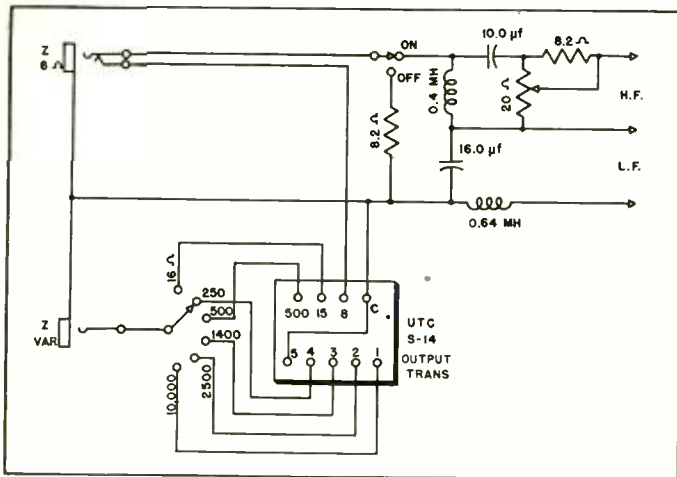 Z
8 Ω
ON
OFF
10.0 µf
8.2 Ω
0.4 MH
20 Ω
H.F.
8.2 Ω
16.0 µf
L.F.
0.64 MH
16 Ω
250
500
1400
2500
10,000
Z
VAR.
500 15 8 C
5 4 3 2 1
UTC
S-14
OUTPUT
TRANS